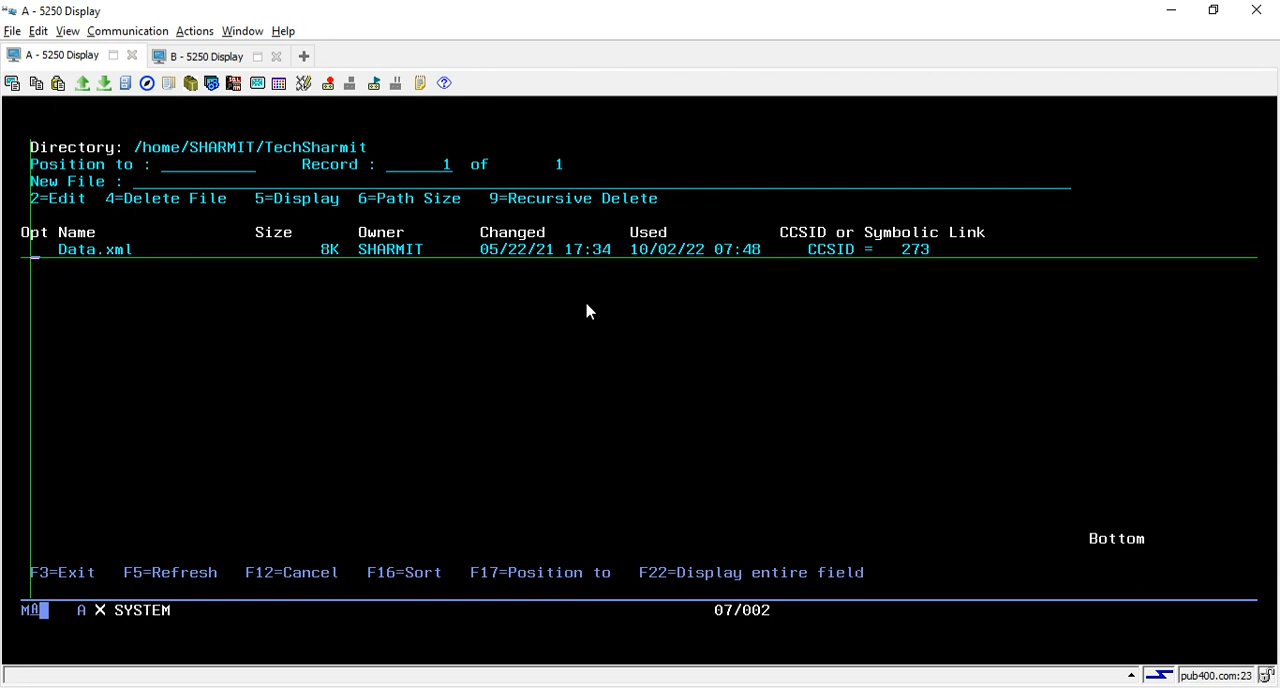 A - 5250 Display
File Edit View Communication Actions Window Help
A - 5250 Display B - 5250 Display
Directory: /home/SHARMIT/TechSharmit
Position to : Record : 1 of 1
New File :
2=Edit 4=Delete File 5=Display 6=Path Size 9=Recursive Delete
Opt Name Size Owner Changed Used CCSID or Symbolic Link
Data.xml 8K SHARMIT 05/22/21 17:34 10/02/22 07:48 CCSID = 273
Bottom
F3=Exit F5=Refresh F12=Cancel F16=Sort F17=Position to F22=Display entire field
MA A X SYSTEM 07/002
pub400.com:23